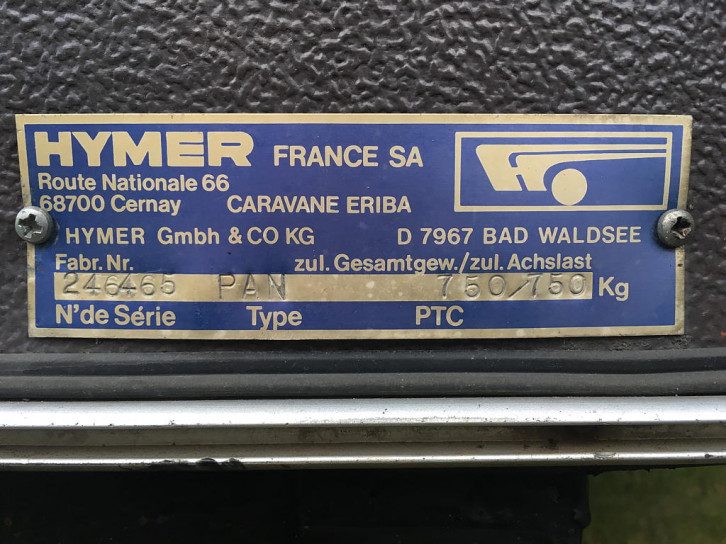 HYMER FRANCE SA
Route Nationale 66
68700 Cernay CARAVANE ERIBA
HYMER Gmbh & CO KG D 7967 BAD WALDSEE
Fabr. Nr. zul. Gesamtgew./zul. Achslast
246465 PAN 750/750 Kg
N'de Série Type PTC